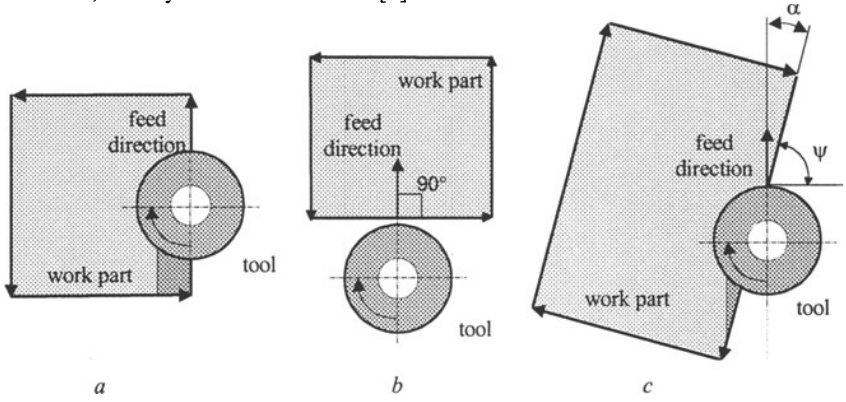 α
work part
feed
direction
90°
tool
feed
direction
work part
tool
feed
direction
ψ
work part
tool
a
b
c